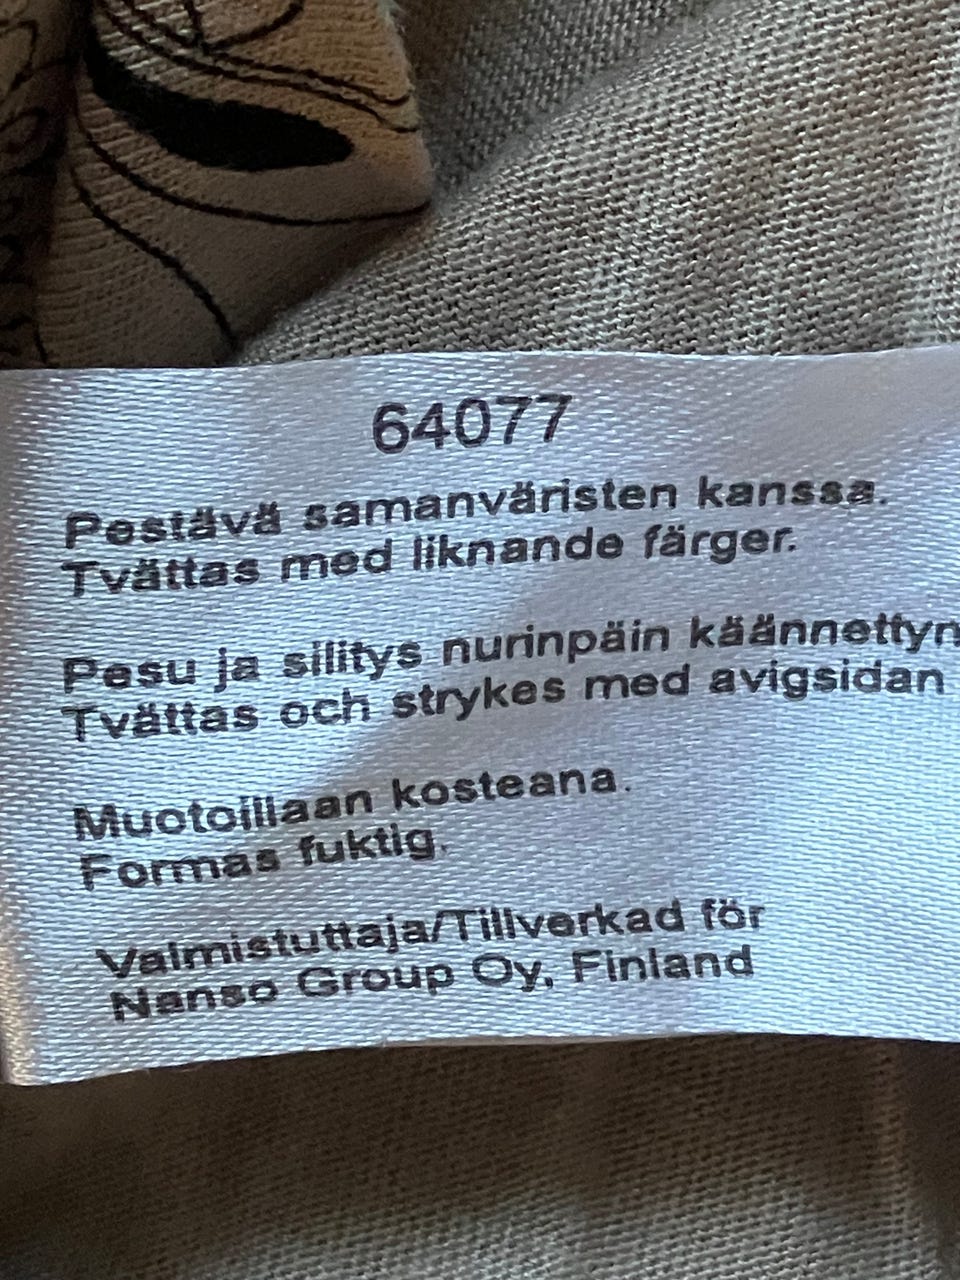 64077
Pestävä samanväristen kanssa.
Tvättas med liknande färger.
Pesu ja silitys nurinpäin käännettyn
Tvättas och strykes med avigsidan
Muotoillaan kosteana.
Formas fuktig.
Valmistuttaja/Tillverkad för
Nanso Group Oy, Finland